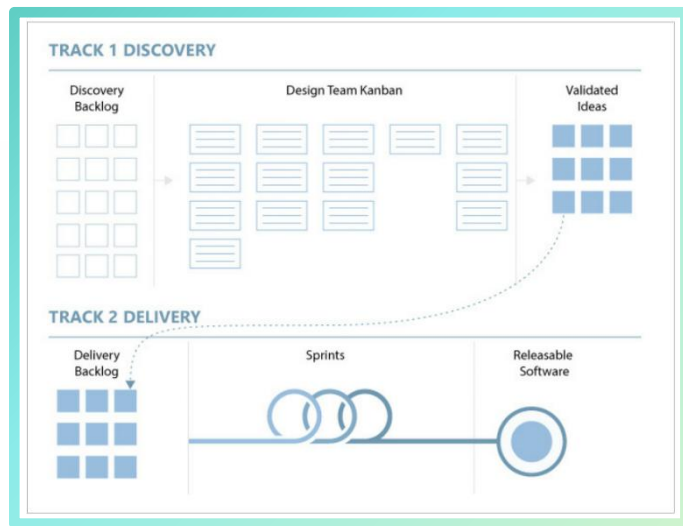 TRACK 1 DISCOVERY
Discovery
Backlog
Design Team Kanban
Validated
Ideas
TRACK 2 DELIVERY
Delivery
Backlog
Sprints
Releasable
Software